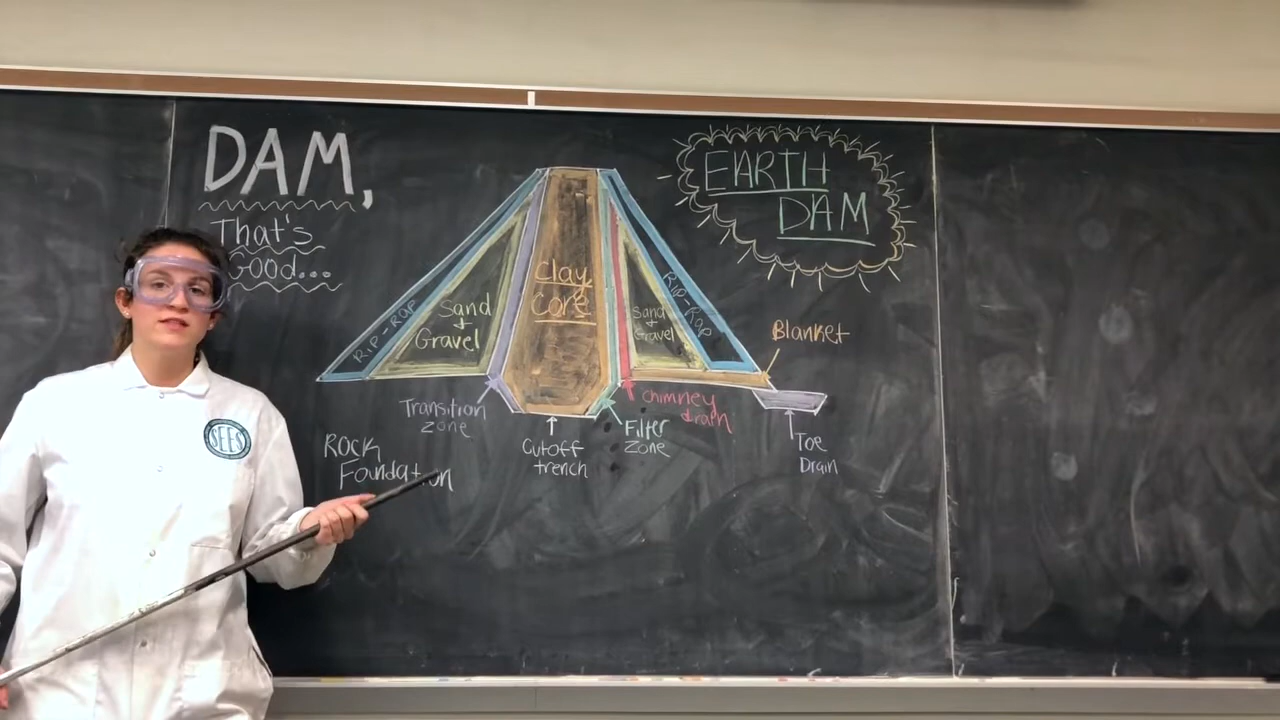 DAM,
That's
Good...
EARTH
DAM
Rip-Rap
Sand
+
Gravel
Clay
Core
Sand
+
Gravel
Rip-Rap
Blanket
Transition
Zone
Cutoff
trench
Filter
Zone
Chimney
drain
Toe
Drain
Rock
Foundation
SEES